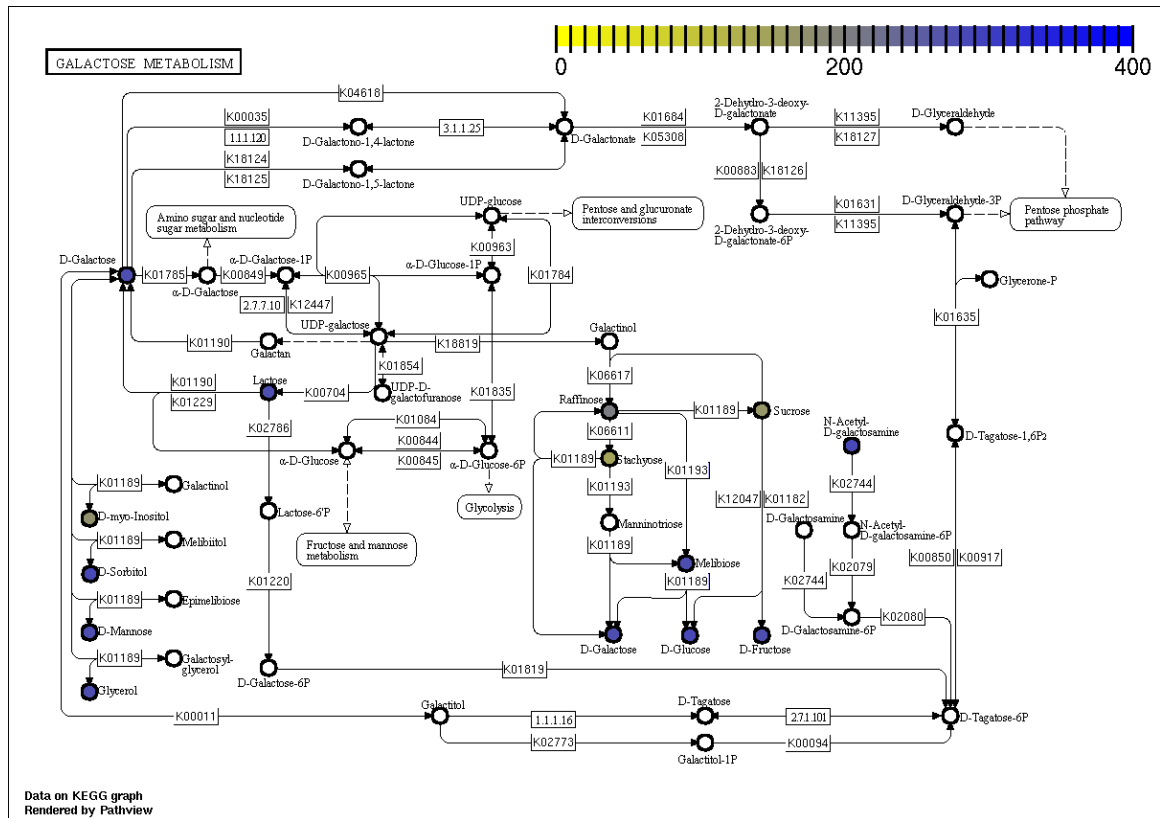 GALACTOSE METABOLISM
0 200 400
K04618
K00035
1.1.1.120
D-Galactono-1,4-lactone
3.1.1.25
D-Galactonate
K01684
K05308
2-Dehydro-3-deoxy-
D-galactonate
K11395
K18127
D-Glyceraldehyde
K18124
K18125
D-Galactono-1,5-lactone
K00883
K18126
UDP-glucose
Pentose and glucuronate
interconversions
2-Dehydro-3-deoxy-
D-galactonate-6P
K01631
K11395
D-Glyceraldehyde-3P
Pentose phosphate
pathway
Amino sugar and nucleotide
sugar metabolism
K00963
D-Galactose
K01785
α-D-Galactose
K00849
α-D-Galactose-1P
K00965
α-D-Glucose-1P
K01784
Glycerone-P
2.7.7.10
K12447
UDP-galactose
K01635
K01190
Galactan
K18819
Galactinol
K01854
K01190
K01229
Lactose
K00704
UDP-D-
galactofuranose
K01835
K06617
K02786
K01084
Raffinose
K01189
Sucrose
K06611
N-Acetyl-
D-galactosamine
D-Tagatose-1,6P2
α-D-Glucose
K00844
K00845
α-D-Glucose-6P
K01189
Stachyose
K01193
K01193
K02744
K01189
Galactinol
Glycolysis
K12047
K01182
D-myo-Inositol
Lactose-6'P
Manninotriose
D-Galactosamine
N-Acetyl-
D-galactosamine-6P
K01189
Melibiitol
Fructose and mannose
metabolism
K01189
K00850
K00917
D-Sorbitol
K01220
Melibiose
K02744
K02079
K01189
Epimelibiose
K01189
D-Mannose
D-Galactose
D-Glucose
D-Fructose
D-Galactosamine-6P
K02080
K01189
Galactosyl-
glycerol
Glycerol
D-Galactose-6P
K01819
K00011
Galactitol
1.1.1.16
D-Tagatose
2.7.1.101
D-Tagatose-6P
K02773
Galactitol-1P
K00094
Data on KEGG graph
Rendered by Pathview